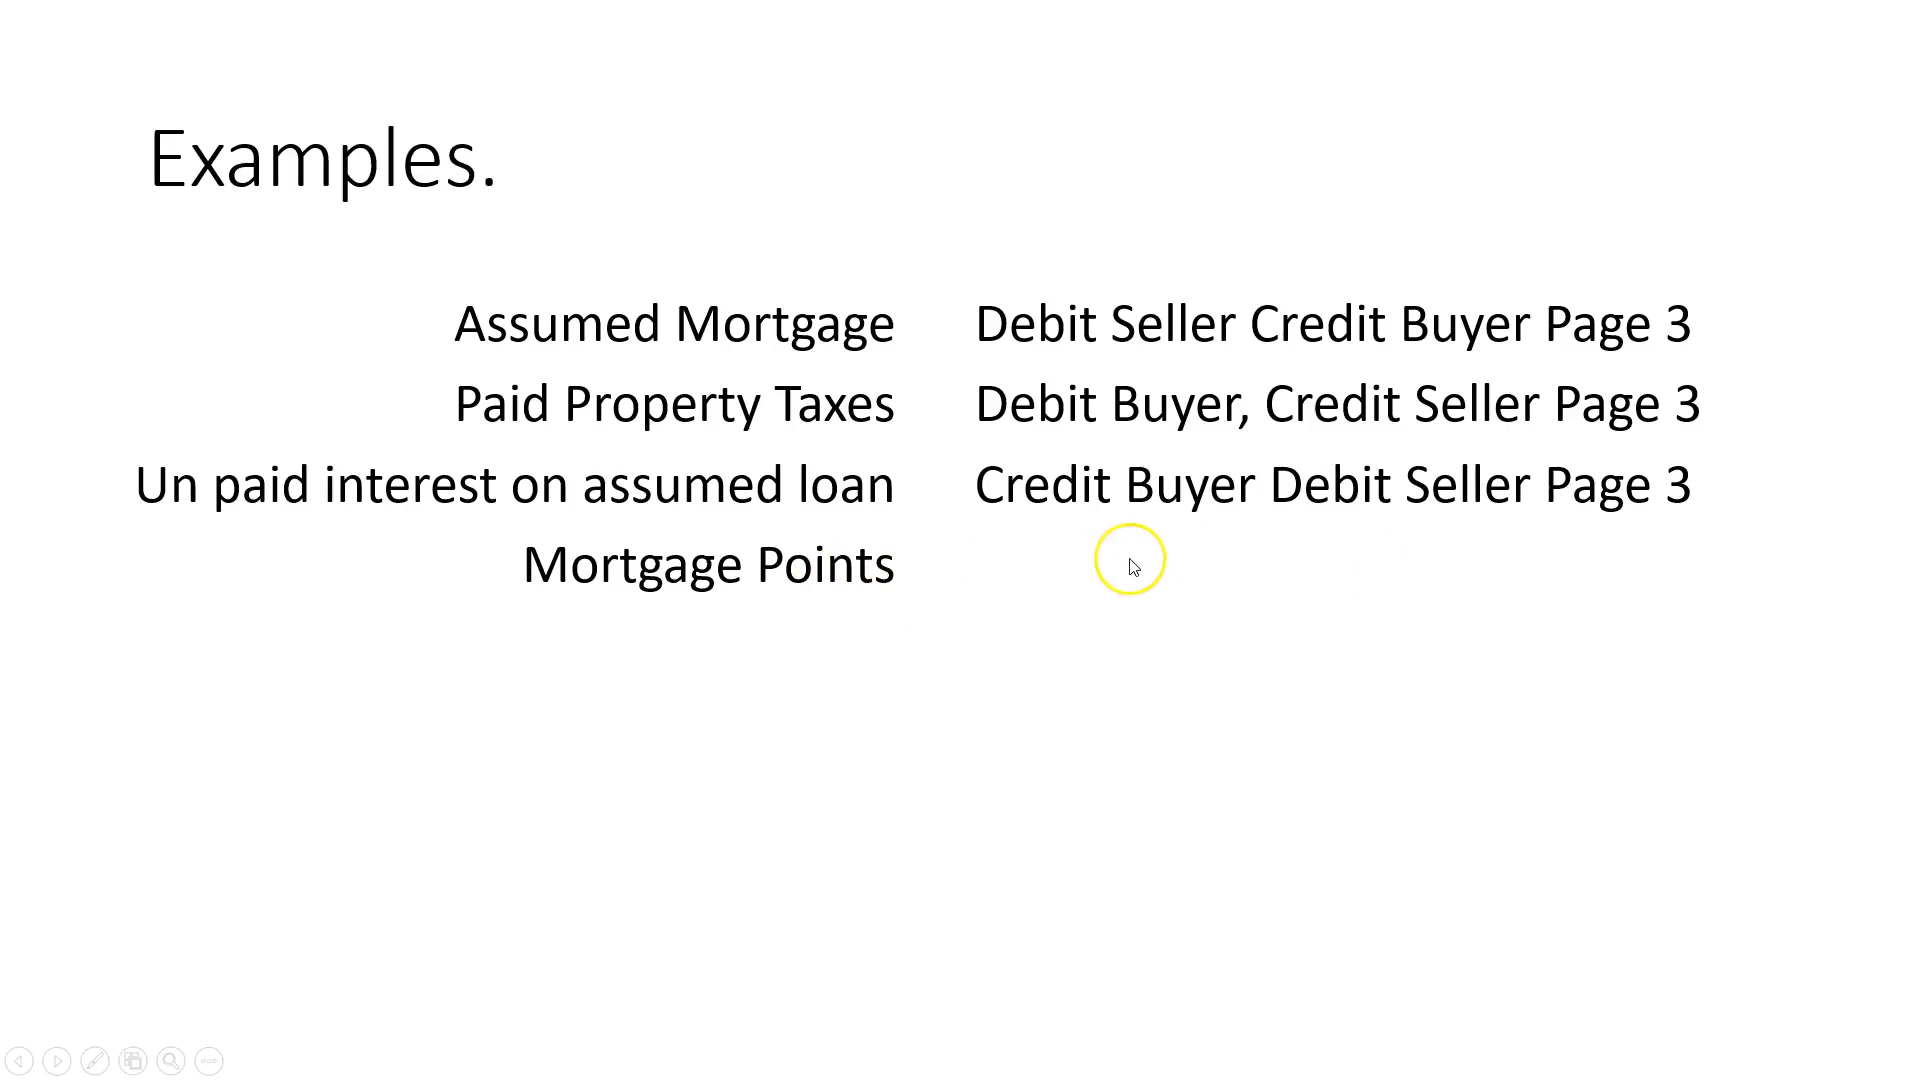 Examples.
Assumed Mortgage Debit Seller Credit Buyer Page 3
Paid Property Taxes Debit Buyer, Credit Seller Page 3
Un paid interest on assumed loan Credit Buyer Debit Seller Page 3
Mortgage Points